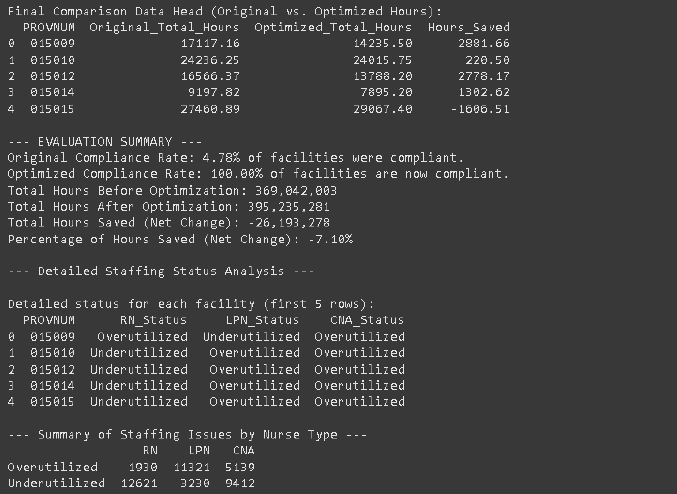 Final Comparison Data Head (Original vs. Optimized Hours):
PROVNUM Original_Total_Hours Optimized_Total_Hours Hours_Saved
0 015009 17117.16 14235.50 2881.66
1 015010 24236.25 24015.75 220.50
2 015012 16566.37 13788.20 2778.17
3 015014 9197.82 7895.20 1302.62
4 015015 27460.89 29067.40 -1606.51
--- EVALUATION SUMMARY ---
Original Compliance Rate: 4.78% of facilities were compliant.
Optimized Compliance Rate: 100.00% of facilities are now compliant.
Total Hours Before Optimization: 369,042,003
Total Hours After Optimization: 395,235,281
Total Hours Saved (Net Change): -26,193,278
Percentage of Hours Saved (Net Change): -7.10%
--- Detailed Staffing Status Analysis ---
Detailed status for each facility (first 5 rows):
PROVNUM RN_Status LPN_Status CNA_Status
0 015009 Overutilized Underutilized Overutilized
1 015010 Underutilized Overutilized Overutilized
2 015012 Underutilized Overutilized Overutilized
3 015014 Underutilized Overutilized Overutilized
4 015015 Underutilized Overutilized Overutilized
--- Summary of Staffing Issues by Nurse Type ---
RN LPN CNA
Overutilized 1930 11321 5139
Underutilized 12621 3230 9412